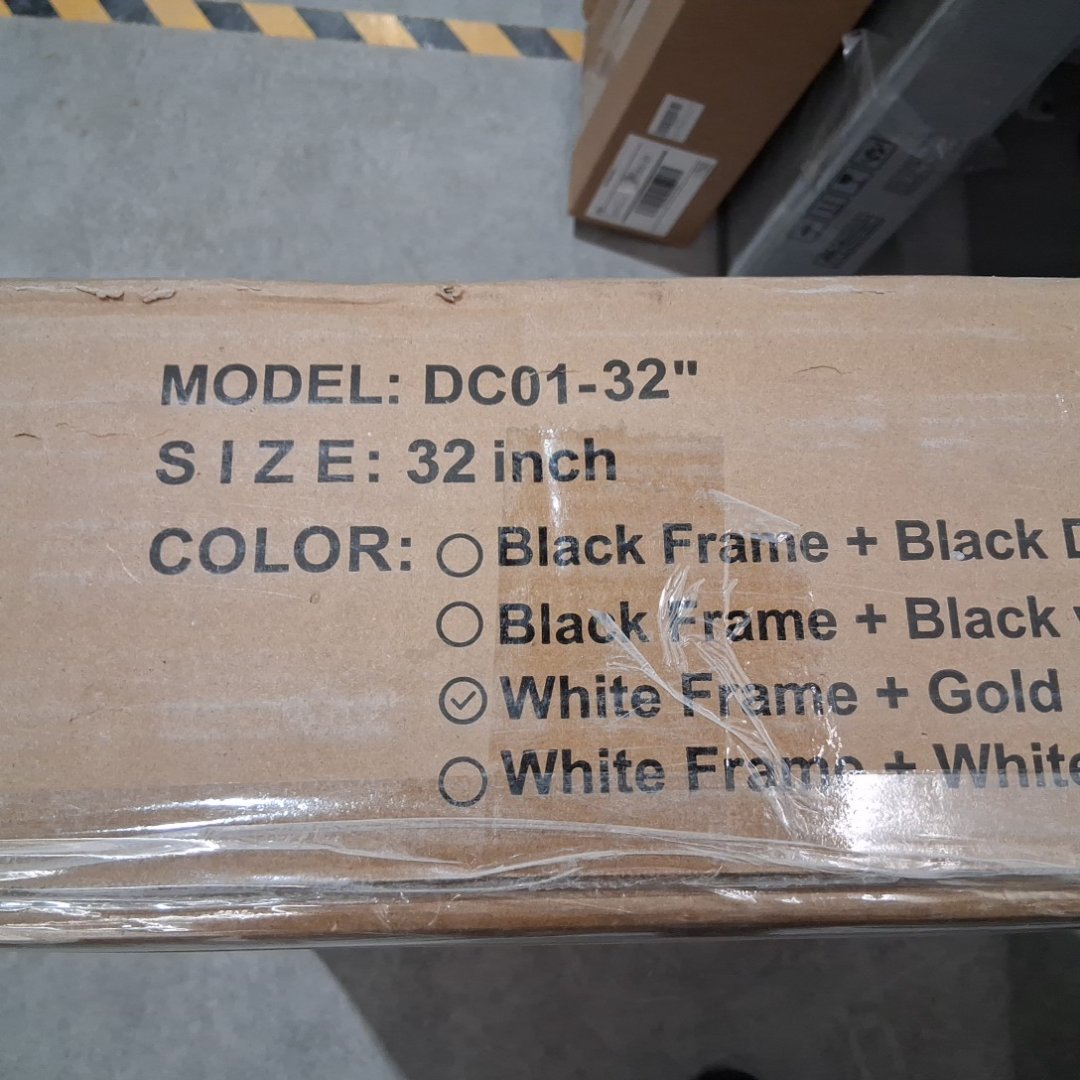 MODEL: DC01-32"
SIZE: 32 inch
COLOR: Black Frame + Black
Black Frame + Black
White Frame + Gold
White Frame + White